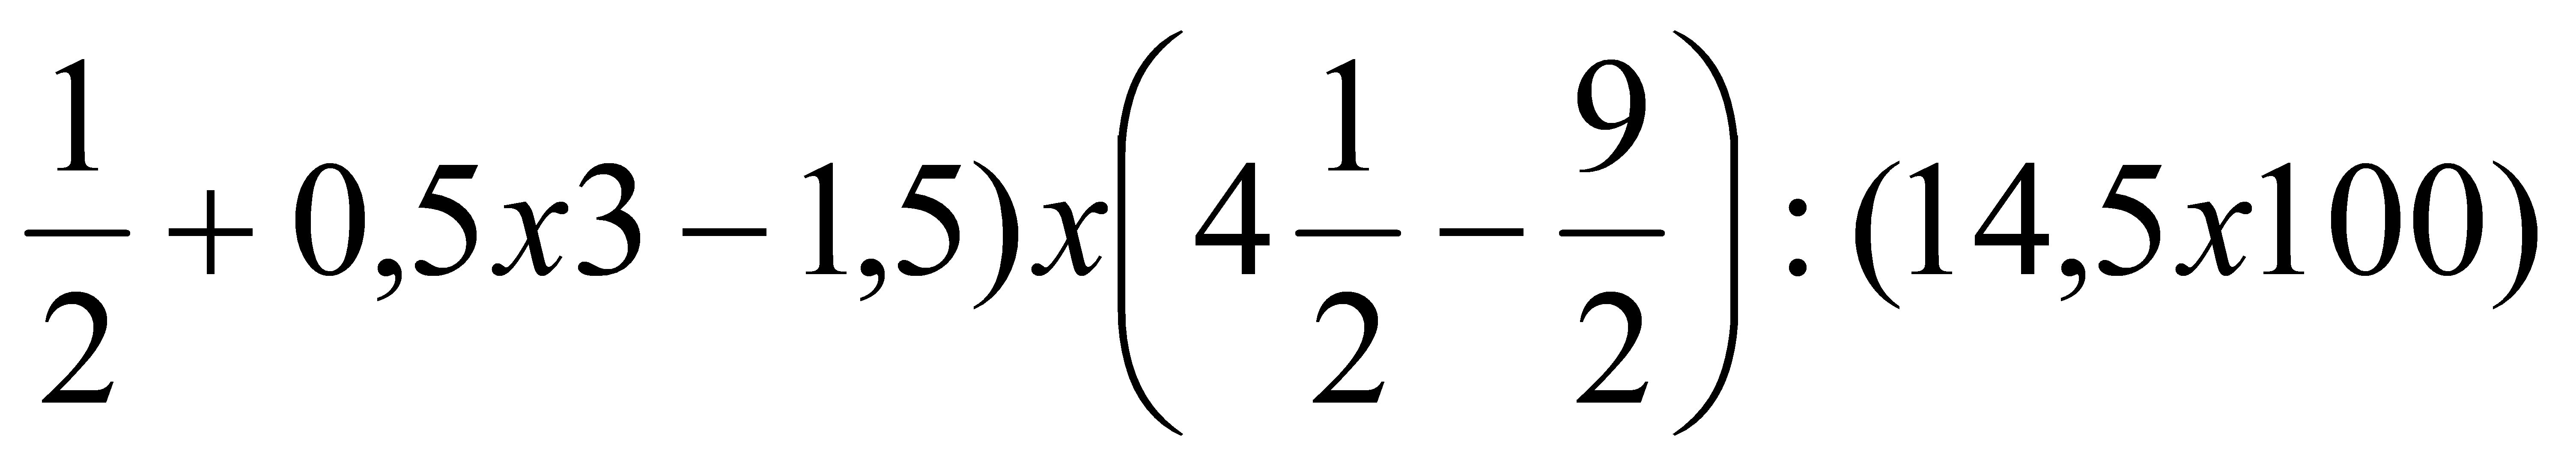 1/2 + 0,5x3 − 1,5)x(4 1/2 − 9/2) : (14,5x100)